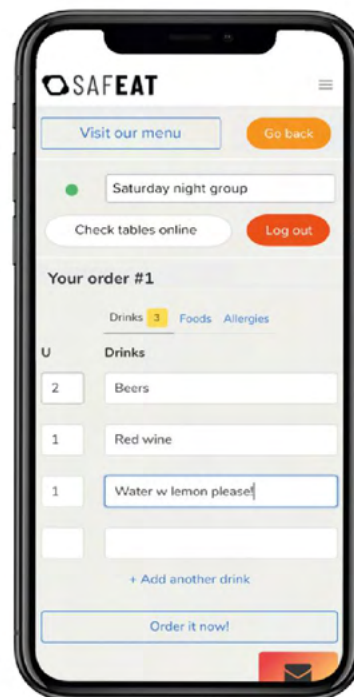 SAFEAT
Visit our menu Go back
Saturday night group
Check tables online Log out
Your order #1
Drinks 3 Foods Allergies
U Drinks
2 Beers
1 Red wine
1 Water w lemon please!
+ Add another drink
Order it now!